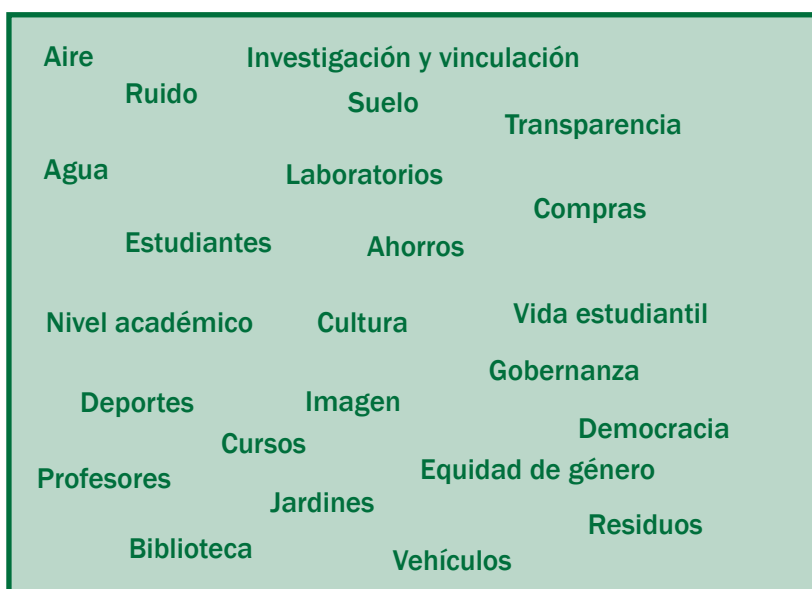 Aire
Investigación y vinculación
Ruido
Suelo
Transparencia
Agua
Laboratorios
Compras
Estudiantes
Ahorros
Nivel académico
Cultura
Vida estudiantil
Gobernanza
Deportes
Imagen
Democracia
Cursos
Equidad de género
Profesores
Jardines
Residuos
Biblioteca
Vehículos